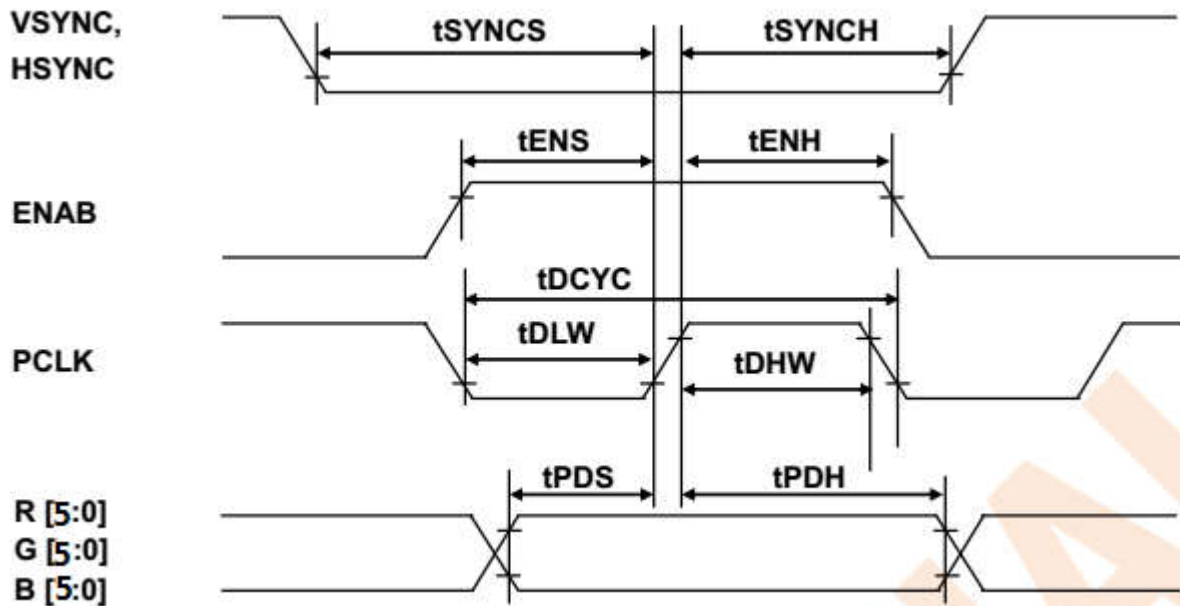 VSYNC,
HSYNC
tSYNCS
tSYNCH
tENS
tENH
ENAB
tDCYC
tDLW
PCLK
tDHW
tPDS
tPDH
R [5:0]
G [5:0]
B [5:0]